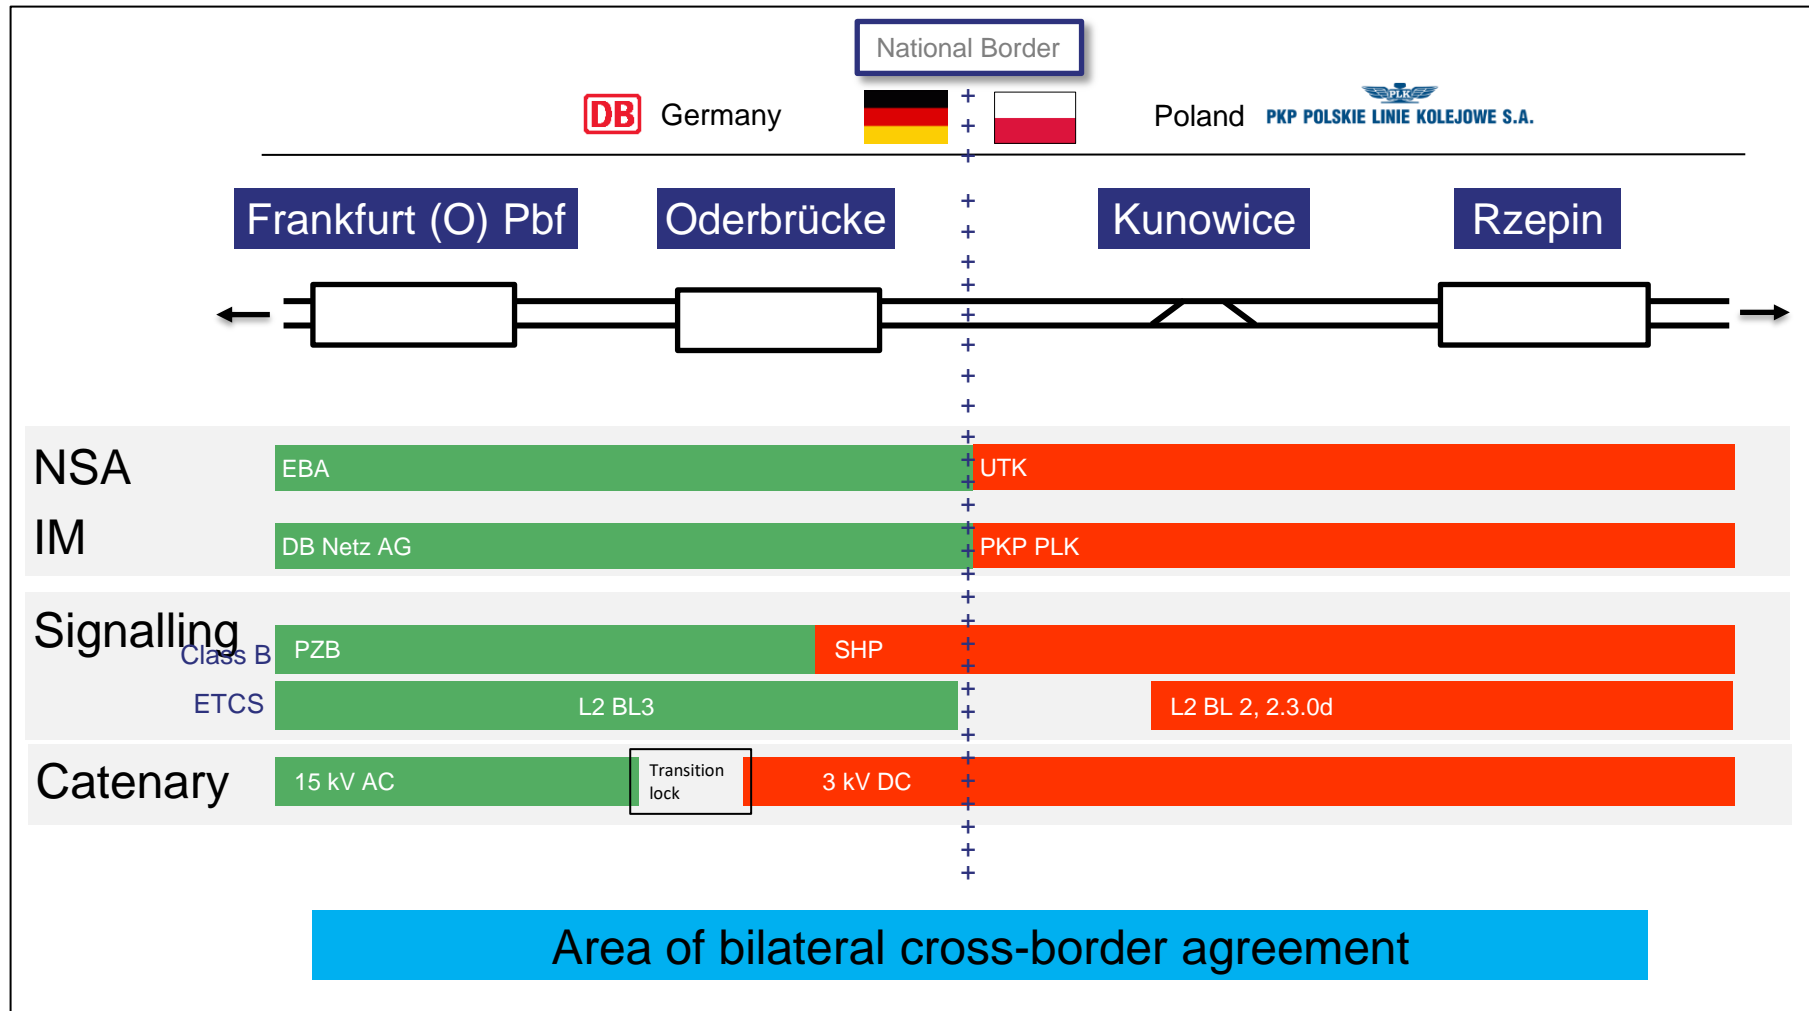 National Border
DB Germany
Poland PLK PKP POLSKIE LINIE KOLEJOWE S.A.
Frankfurt (O) Pbf Oderbrücke Kunowice Rzepin
NSA EBA UTK
IM DB Netz AG PKP PLK
Signalling
Class B PZB SHP
ETCS L2 BL3 L2 BL 2, 2.3.0d
Catenary 15 kV AC Transition 3 kV DC
lock
Area of bilateral cross-border agreement